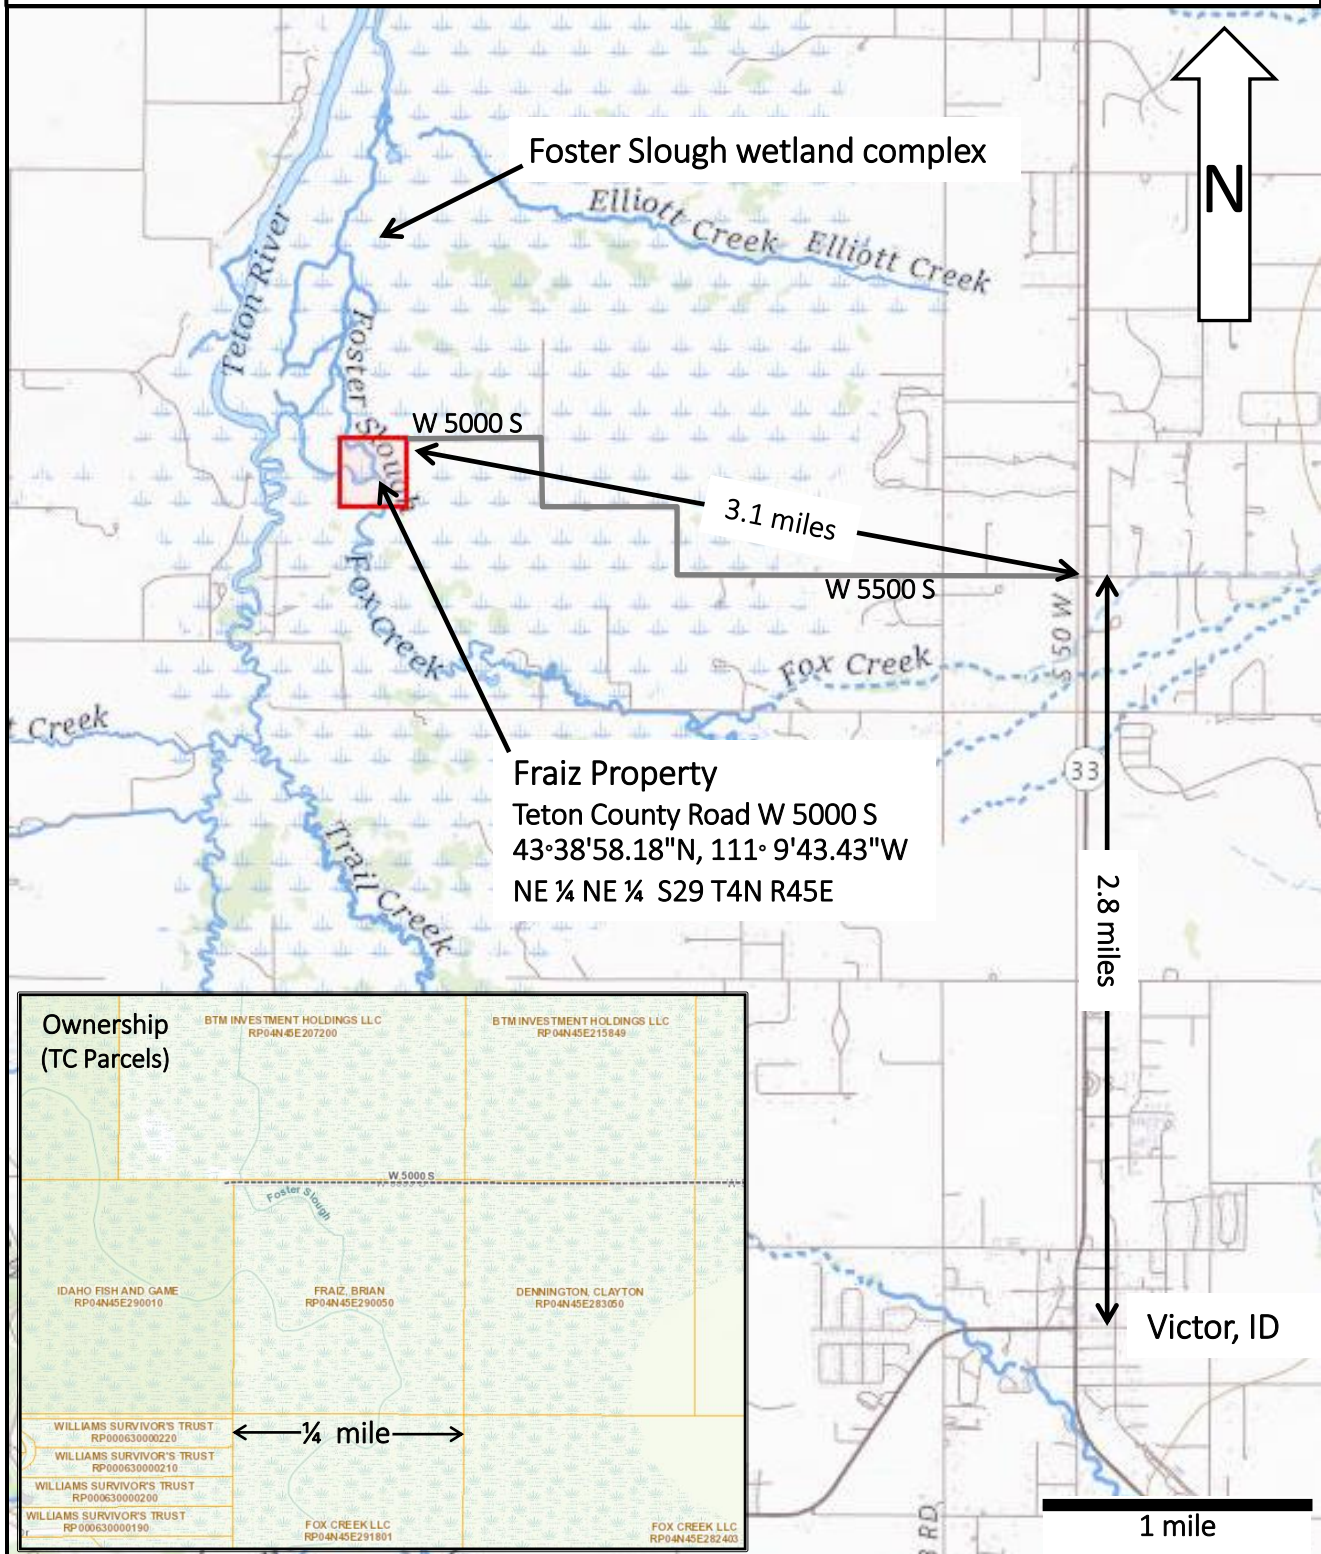 Foster Slough wetland complex
N
Elliott Creek
Elliott Creek
Teton River
Foster Slough
W 5000 S
3.1 miles
W 5500 S
S 50 W
Fox Creek
Fox Creek
t Creek
33
Fraiz Property
Teton County Road W 5000 S
43°38'58.18"N, 111° 9'43.43"W
NE ¼ NE ¼ S29 T4N R45E
Trail Creek
2.8 miles
Ownership
(TC Parcels)
BTM INVESTMENT HOLDINGS LLC
RP04N45E207200
BTM INVESTMENT HOLDINGS LLC
RP04N45E215849
W 5000 S
Foster Slough
IDAHO FISH AND GAME
RP04N45E290010
FRAIZ, BRIAN
RP04N45E290050
DENNINGTON, CLAYTON
RP04N45E283050
Victor, ID
WILLIAMS SURVIVOR'S TRUST
RP000630000220
WILLIAMS SURVIVOR'S TRUST
RP000630000210
WILLIAMS SURVIVOR'S TRUST
RP000630000200
WILLIAMS SURVIVOR'S TRUST
RP000630000190
¼ mile
FOX CREEK LLC
RP04N45E291801
FOX CREEK LLC
RP04N45E282403
RD
1 mile